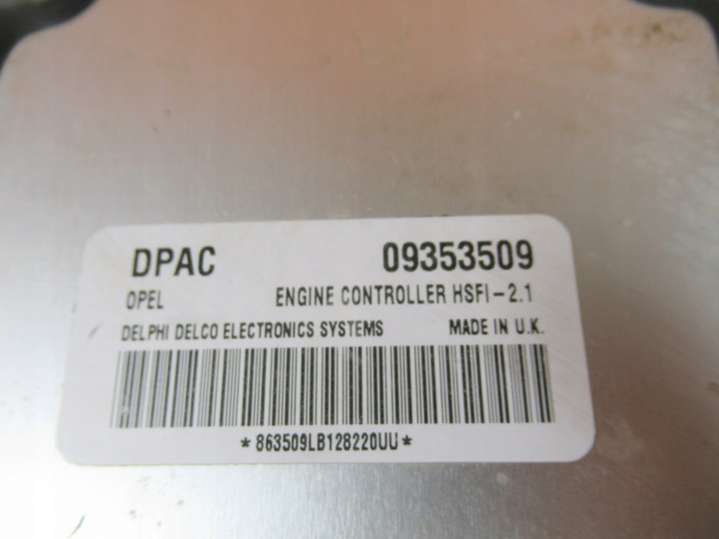 DPAC 09353509
OPEL ENGINE CONTROLLER HSFI-2.1
DELPHI DELCO ELECTRONICS SYSTEMS MADE IN U.K.
*863509LB128220UU*